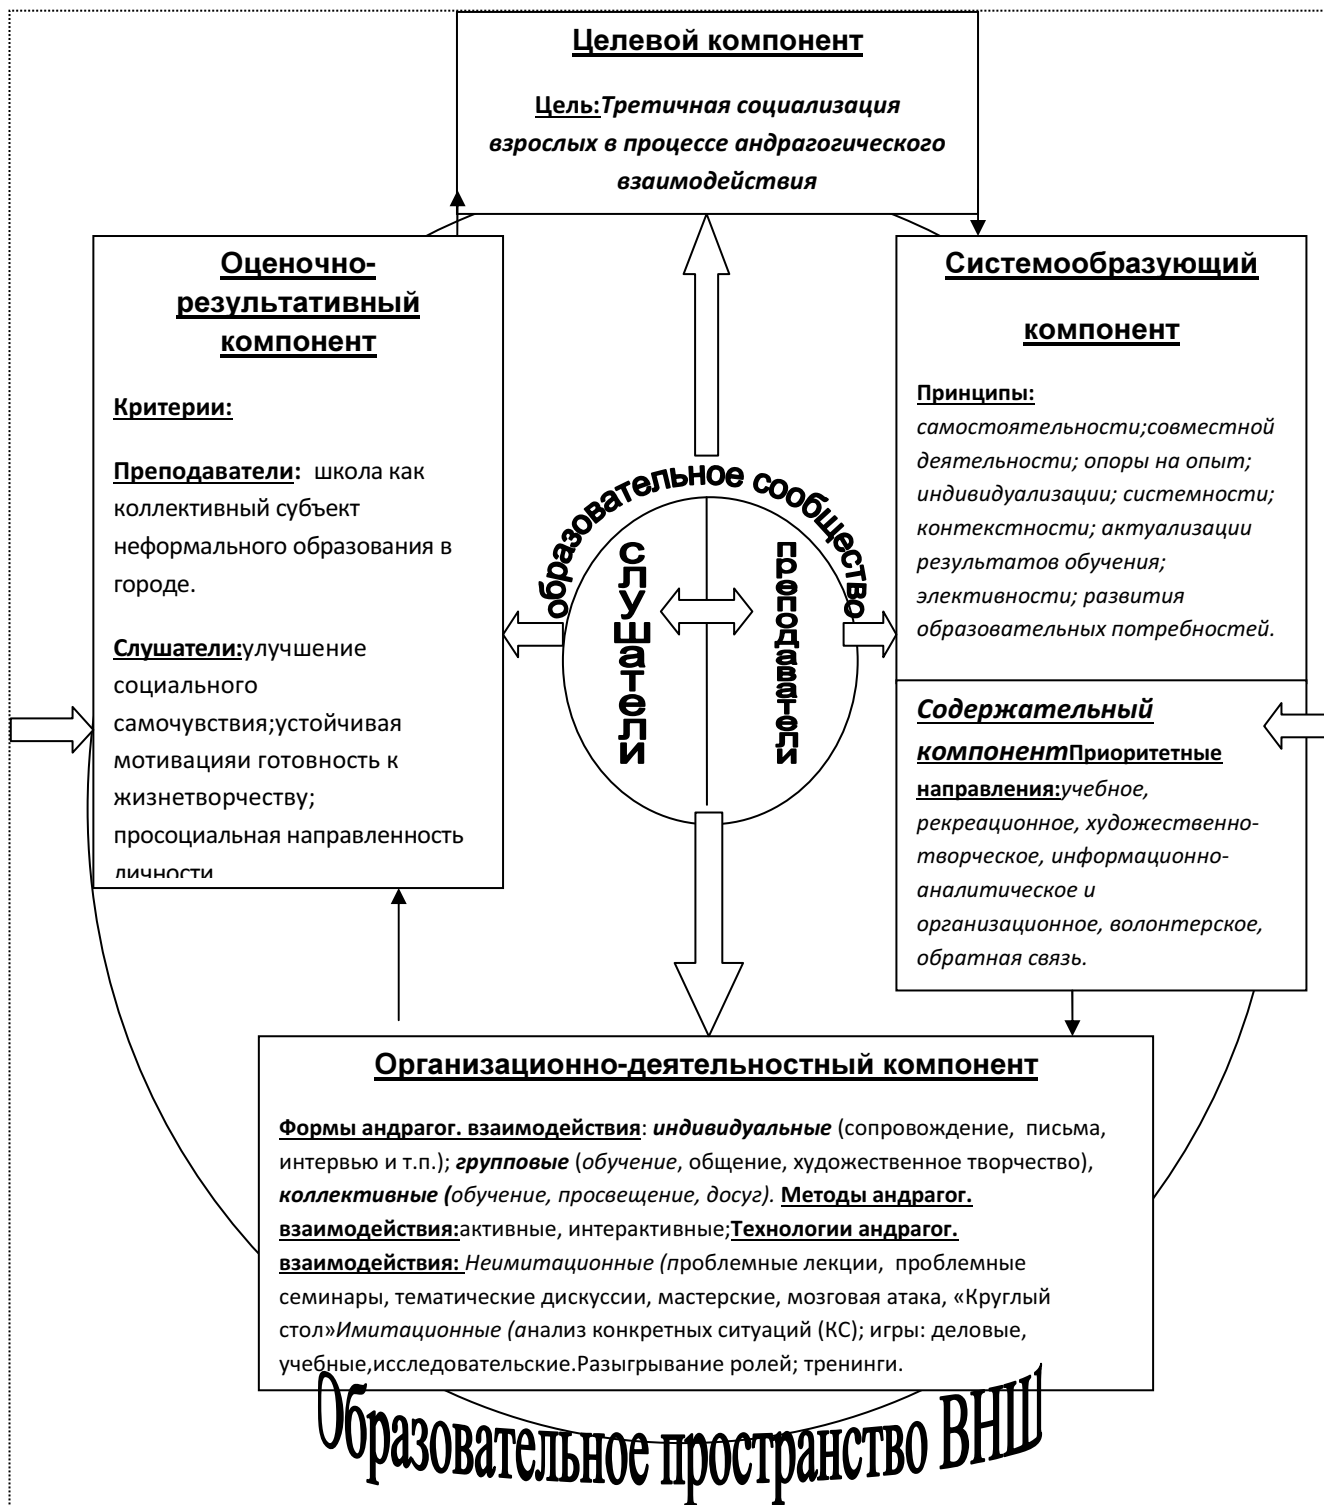 Целевой компонент
Цель:Третичная социализация
взрослых в процессе андрагогического
взаимодействия
Оценочно-
результативный
компонент
Критерии:
Преподаватели: школа как
коллективный субъект
неформального образования в
городе.
Слушатели:улучшение
социального
самочувствия;устойчивая
мотивацияи готовность к
жизнетворчеству;
просоциальная направленность
личности
образовательное сообщество
слушатели
преподаватели
Системообразующий
компонент
Принципы:
самостоятельности;совместной
деятельности; опоры на опыт;
индивидуализации; системности;
контекстности; актуализации
результатов обучения;
элективности; развития
образовательных потребностей.
Содержательный
компонентПриоритетные
направления:учебное,
рекреационное, художественно-
творческое, информационно-
аналитическое и
организационное, волонтерское,
обратная связь.
Организационно-деятельностный компонент
Формы андрагог. взаимодействия: индивидуальные (сопровождение, письма,
интервью и т.п.); групповые (обучение, общение, художественное творчество),
коллективные (обучение, просвещение, досуг). Методы андрагог.
взаимодействия:активные, интерактивные;Технологии андрагог.
взаимодействия: Неимитационные (проблемные лекции, проблемные
семинары, тематические дискуссии, мастерские, мозговая атака, «Круглый
стол»Имитационные (анализ конкретных ситуаций (КС); игры: деловые,
учебные,исследовательские.Разыгрывание ролей; тренинги.
Образовательное пространство ВНШ